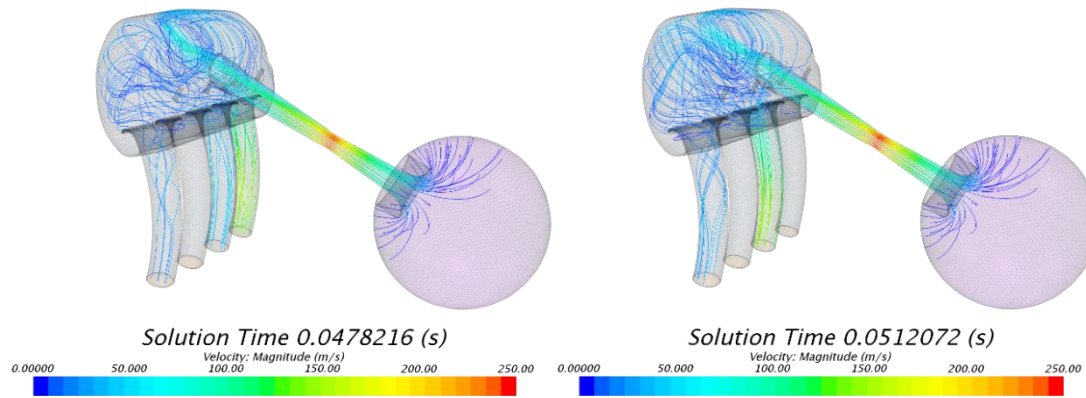 Solution Time 0.0478216 (s)
Velocity: Magnitude (m/s)
0.00000 50.000 100.00 150.00 200.00 250.00
Solution Time 0.0512072 (s)
Velocity: Magnitude (m/s)
0.00000 50.000 100.00 150.00 200.00 250.00